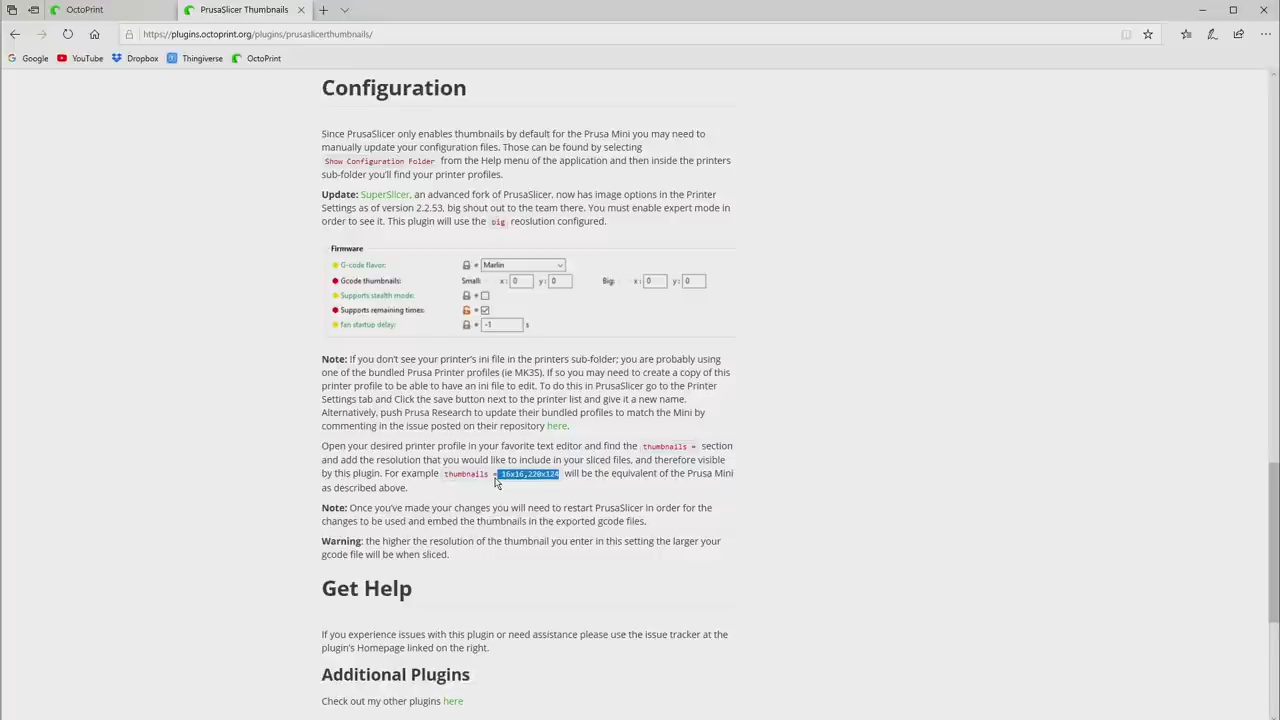 OctoPrint
PrusaSlicer Thumbnails
https://plugins.octoprint.org/plugins/prusaslicerthumbnails/
Google YouTube Dropbox Thingiverse OctoPrint
Configuration
Since PrusaSlicer only enables thumbnails by default for the Prusa Mini you may need to
manually update your configuration files. Those can be found by selecting
Show Configuration Folder from the Help menu of the application and then inside the printers
sub-folder you'll find your printer profiles.
Update: SuperSlicer, an advanced fork of PrusaSlicer, now has image options in the Printer
Settings as of version 2.2.53, big shout out to the team there. You must enable expert mode in
order to see it. This plugin will use the big reoslution configured.
Firmware
G-code flavor: Marlin
Gcode thumbnails: Small: x: 0 y: 0 Big: x: 0 y: 0
Supports stealth mode:
Supports remaining times:
Fan startup delay: -1 s
Note: If you don't see your printer's ini file in the printers sub-folder; you are probably using
one of the bundled Prusa Printer profiles (ie MK3S). If so you may need to create a copy of this
printer profile to be able to have an ini file to edit. To do this in PrusaSlicer go to the Printer
Settings tab and Click the save button next to the printer list and give it a new name.
Alternatively, push Prusa Research to update their bundled profiles to match the Mini by
commenting in the issue posted on their repository here.
Open your desired printer profile in your favorite text editor and find the thumbnails = section
and add the resolution that you would like to include in your sliced files, and therefore visible
by this plugin. For example thumbnails = 16x16,220x124 will be the equivalent of the Prusa Mini
as described above.
Note: Once you've made your changes you will need to restart PrusaSlicer in order for the
changes to be used and embed the thumbnails in the exported gcode files.
Warning: the higher the resolution of the thumbnail you enter in this setting the larger your
gcode file will be when sliced.
Get Help
If you experience issues with this plugin or need assistance please use the issue tracker at the
plugin's Homepage linked on the right.
Additional Plugins
Check out my other plugins here